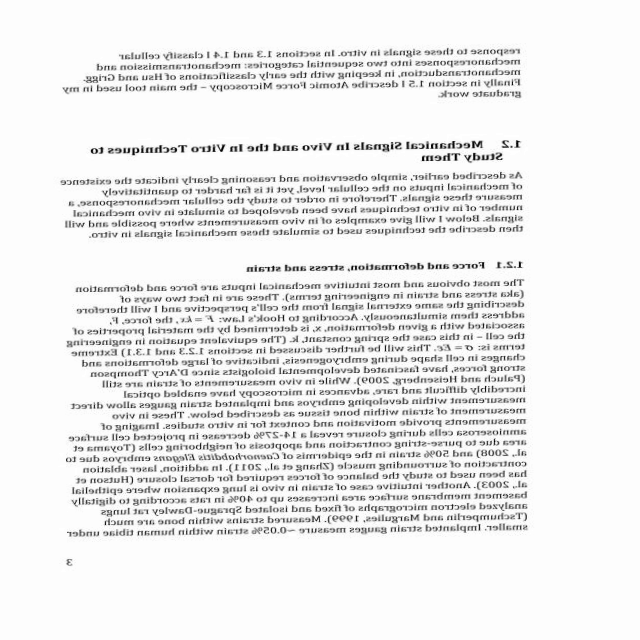 response to these signals in vitro. In sections 1.3 and 1.4 I classify cellular
mechanoresponses into two sequential categories: mechanotransmission and
mechanotransduction, in keeping with the early classifications of Hsu and Grigg.
Finally in section 1.5 I describe Atomic Force Microscopy – the main tool used in my
graduate work.
1.2 Mechanical Signals In Vivo and the In Vitro Techniques to
Study Them
As described earlier, simple observation and reasoning clearly indicate the existence
of mechanical inputs on the cellular level, yet it is far harder to quantitatively
measure these signals. Therefore in order to study the cellular mechanoresponse, a
number of in vitro techniques have been developed to simulate in vivo mechanical
signals. Below I will give examples of in vivo measurements where possible and will
then describe the techniques used to simulate these mechanical signals in vitro.
1.2.1 Force and deformation, stress and strain
The most obvious and most intuitive mechanical inputs are force and deformation
(aka stress and strain in engineering terms). These are in fact two ways of
describing the same external signal from the cell's perspective and I will therefore
address them simultaneously. According to Hook's Law: F = kx, the force, F,
associated with a given deformation, x, is determined by the material properties of
the cell – in this case the spring constant, k. (The equivalent equation in engineering
terms is: σ = Eε. This will be further discussed in sections 1.2.3 and 1.3.1) Extreme
changes in cell shape during embryogenesis, indicative of large deformations and
strong forces, have fascinated developmental biologists since D'Arcy Thompson
(Paluch and Heisenberg, 2009). While in vivo measurements of strain are still
incredibly difficult and rare, advances in microscopy have enabled optical
measurement within developing embryos and implanted strain gauges allow direct
measurement of strain within bone tissue as described below. These in vivo
measurements provide motivation and context for in vitro studies. Imaging of
amnioserosa cells during closure reveal a 14-27% decrease in projected cell surface
area due to purse-string contraction and apoptosis of neighboring cells (Toyama et
al., 2008) and 50% strain in the epidermis of Caenorhabditis Elegans embryos due to
contraction of surrounding muscle (Zhang et al., 2011). In addition, laser ablation
has been used to study the balance of forces required for dorsal closure (Hutson et
al., 2003). Another intuitive case of strain in vivo is lung expansion where epithelial
basement membrane surface area increases up to 40% in rats according to digitally
analyzed electron micrographs of fixed and isolated Sprague-Dawley rat lungs
(Tschumperlin and Margulies, 1999). Measured strains within bone are much
smaller. Implanted strain gauges measure ~0.05% strain within human tibiae under
3